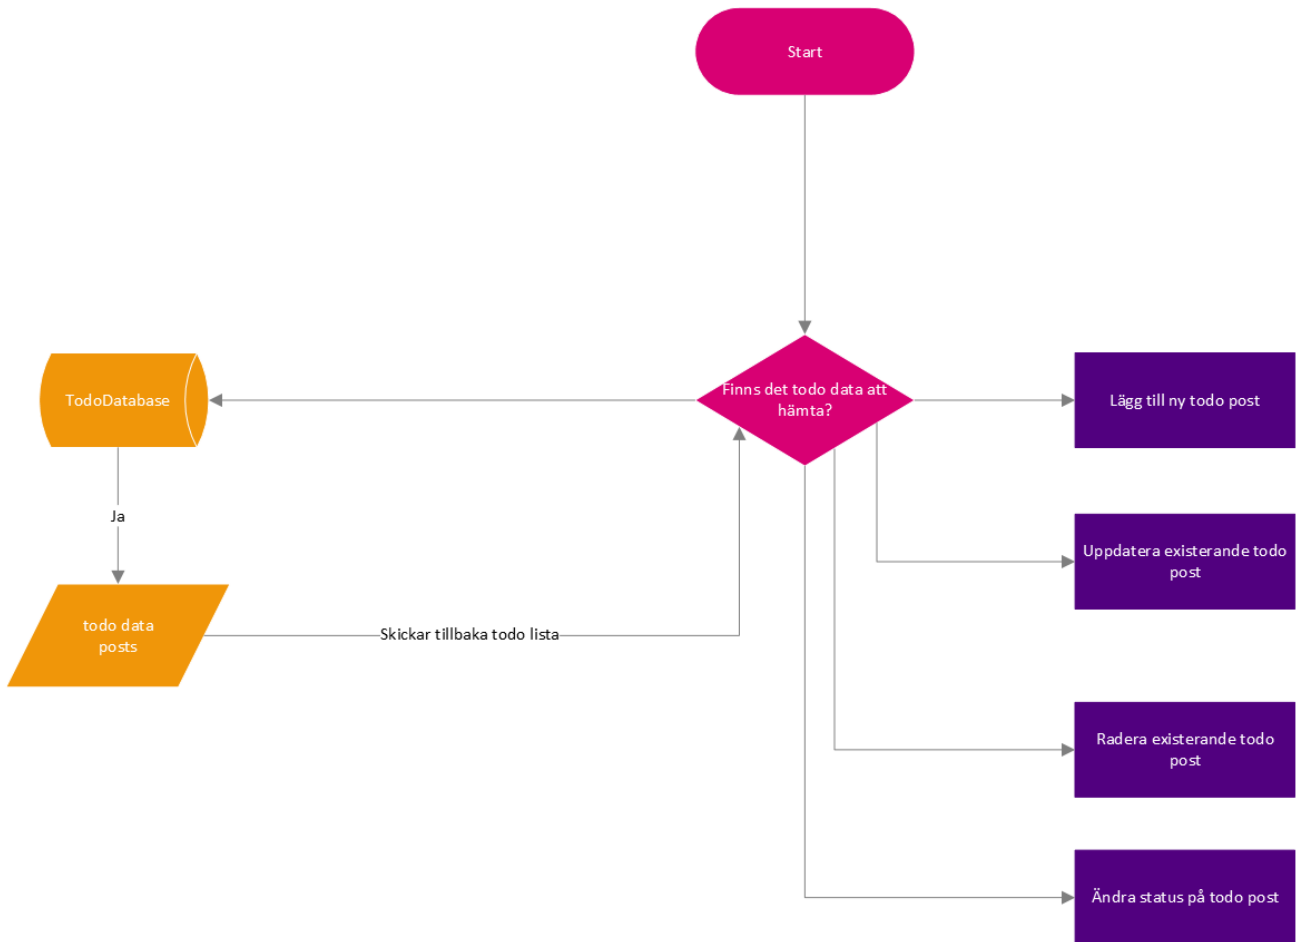 Start
TodoDatabase
Finns det todo data att
hämta?
Lägg till ny todo post
Ja
Uppdatera existerande todo
post
todo data
posts
Skickar tillbaka todo lista
Radera existerande todo
post
Ändra status på todo post